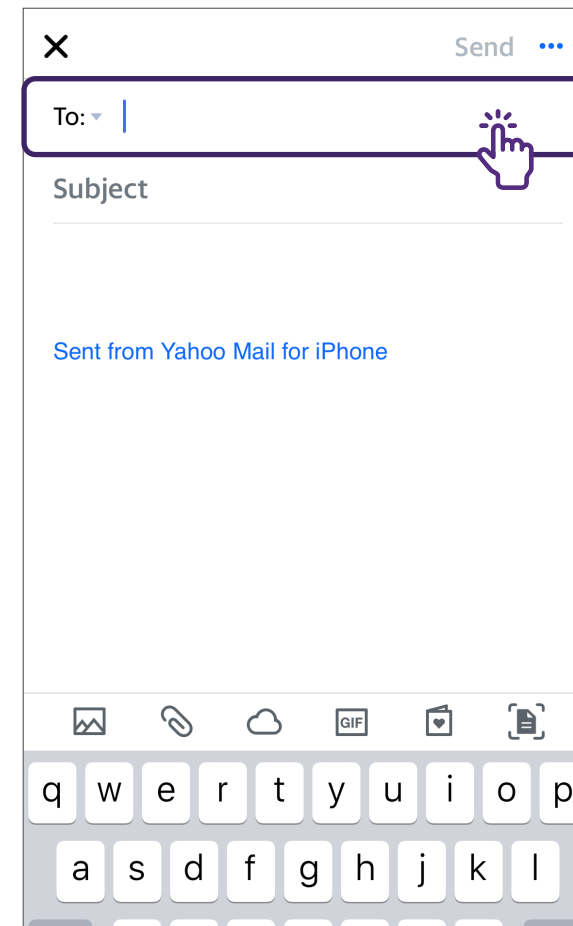 Send
To:
Subject
Sent from Yahoo Mail for iPhone
GIF
q w e r t y u i o p
a s d f g h j k l